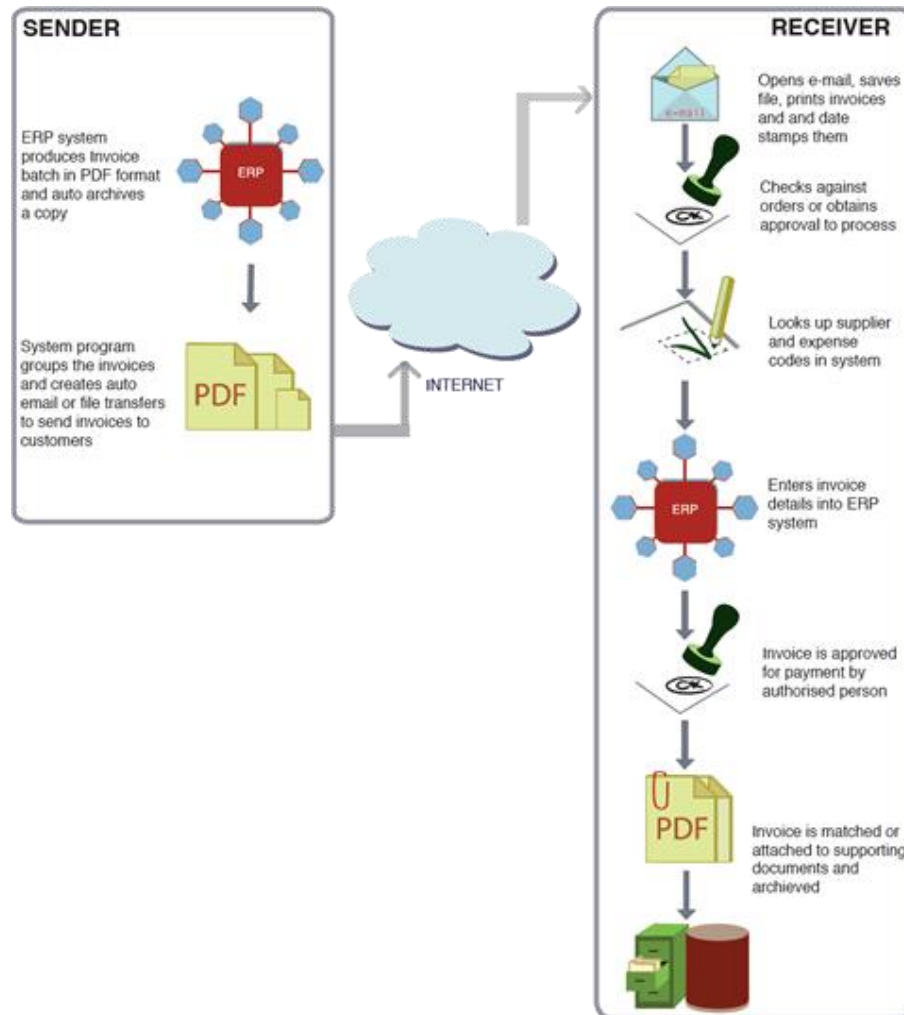 SENDER
ERP system
produces Invoice
batch in PDF format
and auto archives
a copy
ERP
System program
groups the invoices
and creates auto
email or file transfers
to send invoices to
customers
PDF
INTERNET
RECEIVER
e-mail
Opens e-mail, saves
file, prints invoices
and and date
stamps them
Checks against
orders or obtains
approval to process
Looks up supplier
and expense
codes in system
ERP
Enters invoice
details into ERP
system
Invoice is approved
for payment by
authorised person
PDF
Invoice is matched or
attached to supporting
documents and
archieved